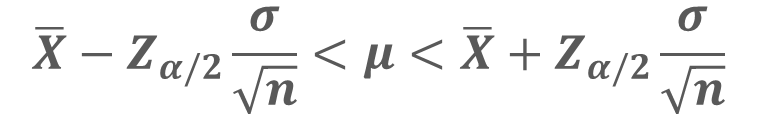 X̄ − Z_{α/2} σ/√n < μ < X̄ + Z_{α/2} σ/√n